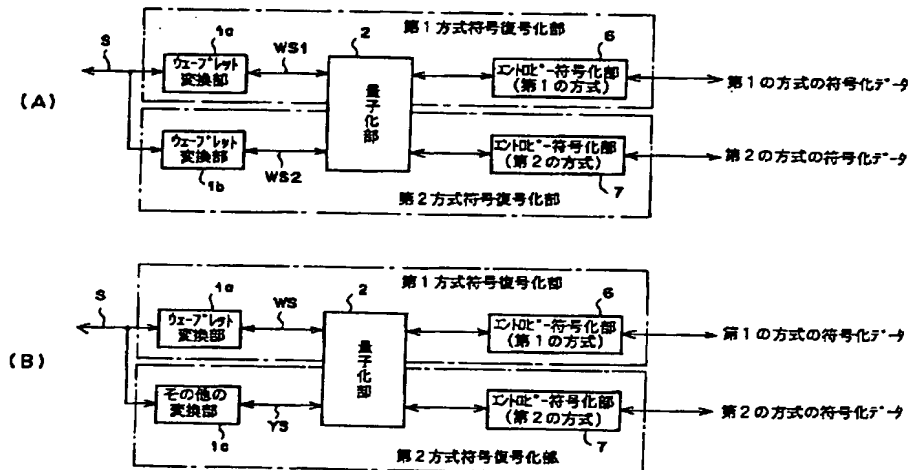 (A)
S
第1方式符号復号化部
1a
ウェーブレット
変換部
WS1
2
量子化部
6
エントロピー符号化部
(第1の方式)
第1の方式の符号化データ
ウェーブレット
変換部
1b
WS2
エントロピー符号化部
(第2の方式)
7
第2の方式の符号化データ
第2方式符号復号化部
(B)
S
第1方式符号復号化部
1a
ウェーブレット
変換部
WS
2
量子化部
6
エントロピー符号化部
(第1の方式)
第1の方式の符号化データ
その他の
変換部
1c
YS
エントロピー符号化部
(第2の方式)
7
第2の方式の符号化データ
第2方式符号復号化部